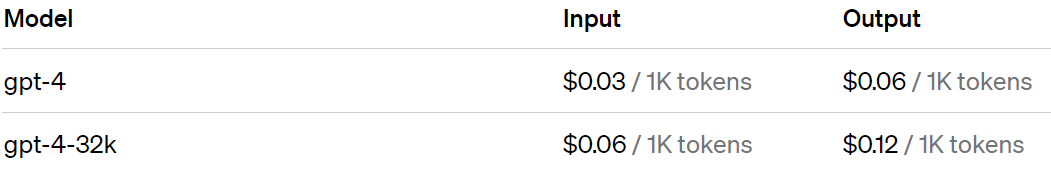 Model Input Output
gpt-4 $0.03 / 1K tokens $0.06 / 1K tokens
gpt-4-32k $0.06 / 1K tokens $0.12 / 1K tokens